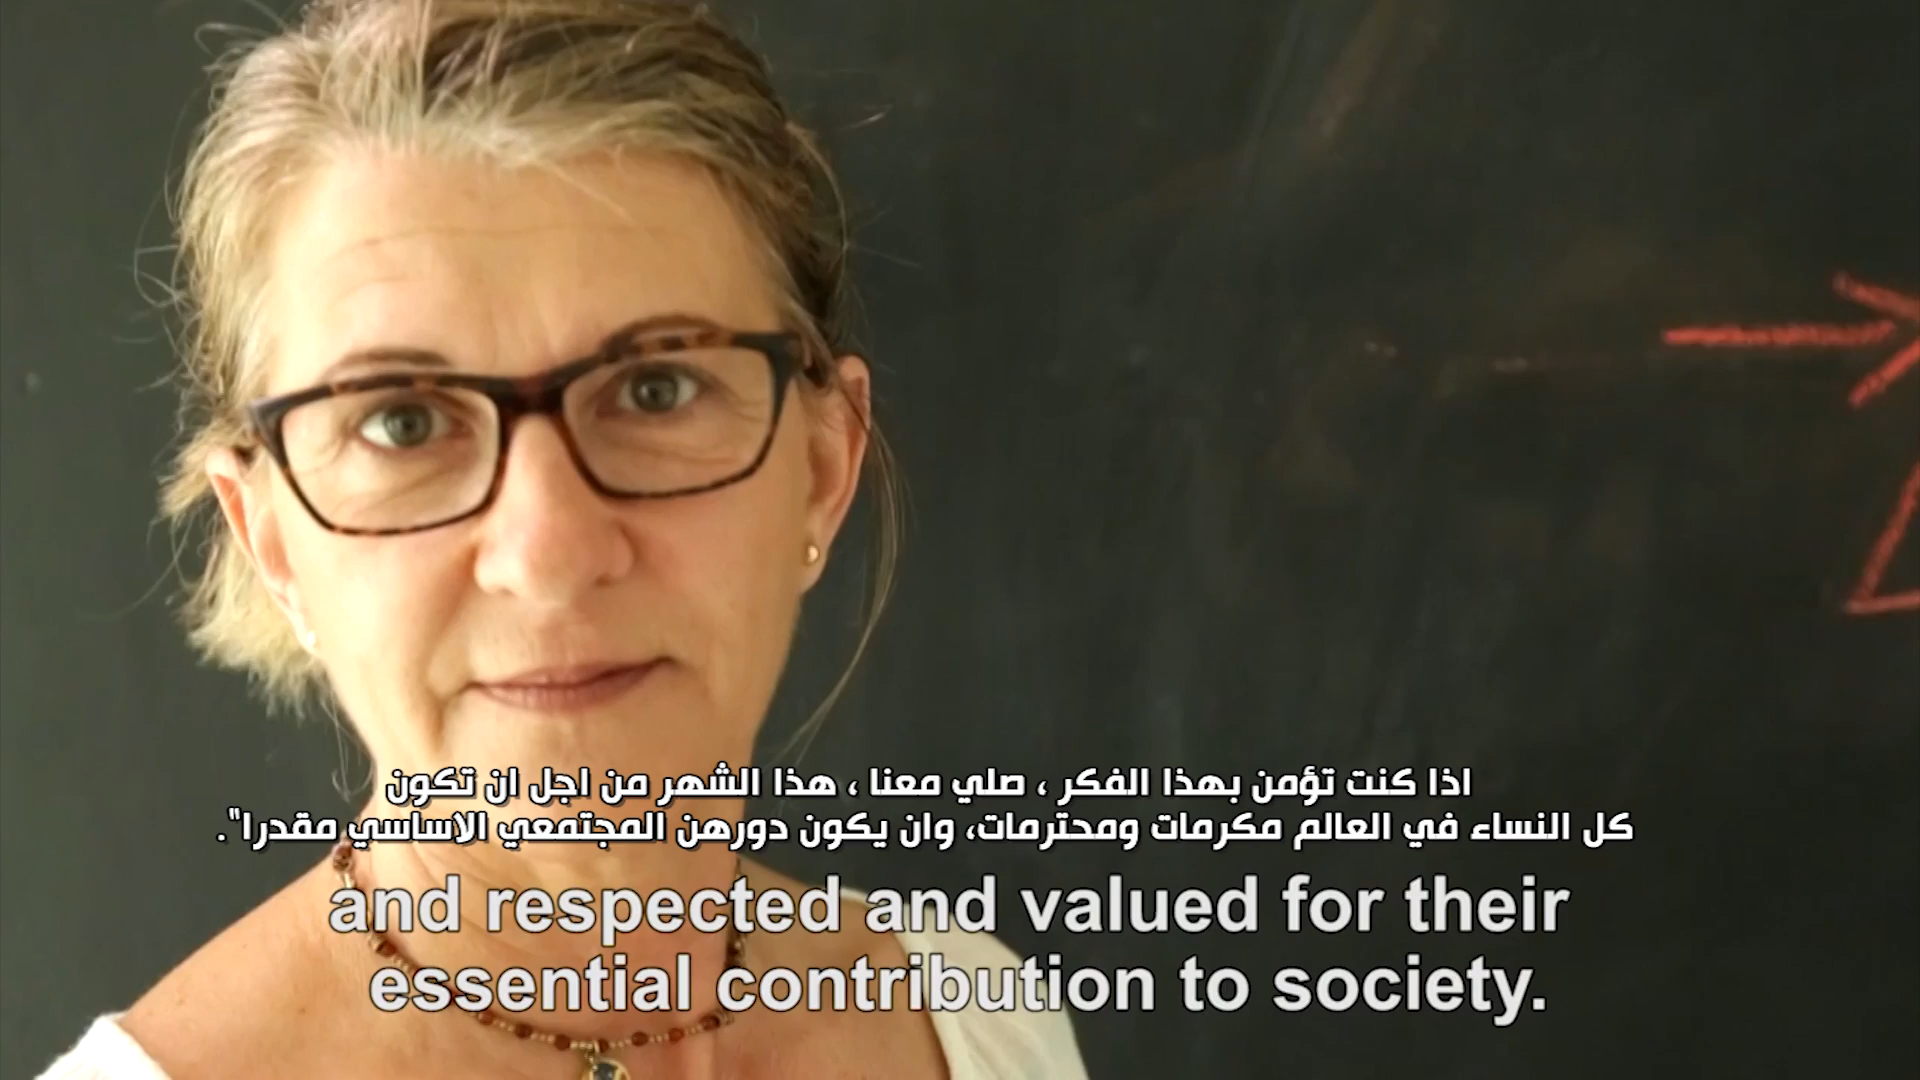 اذا كنت تؤمن بهذا الفكر ، صلي معنا ، هذا الشهر من اجل ان تكون
كل النساء في العالم مكرمات ومحترمات، وان يكون دورهن المجتمعي الاساسي مقدرا".
and respected and valued for their
essential contribution to society.